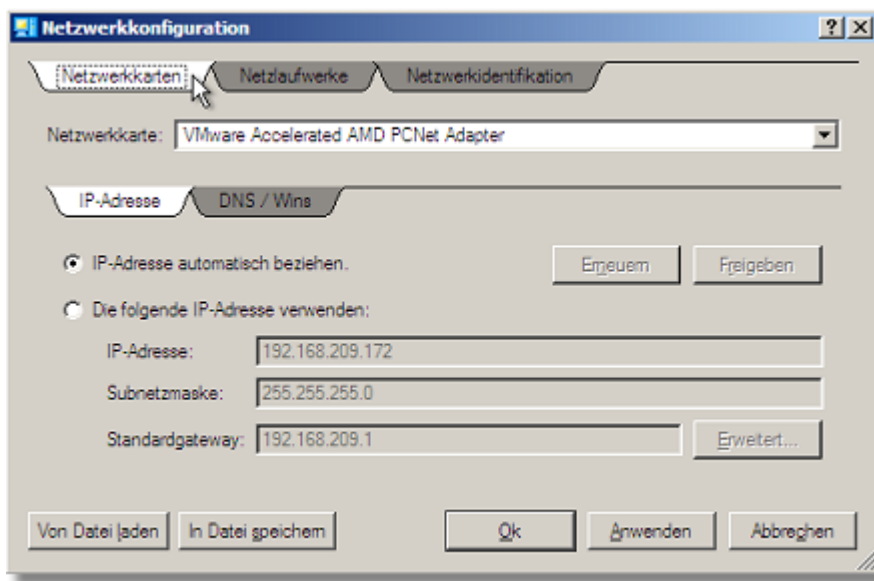 Netzwerkkonfiguration
Netzwerkkarten Netzlaufwerke Netzwerkidentifikation
Netzwerkkarte: VMware Accelerated AMD PCNet Adapter
IP-Adresse DNS / Wins
IP-Adresse automatisch beziehen. Erneuern Freigeben
Die folgende IP-Adresse verwenden:
IP-Adresse: 192.168.209.172
Subnetzmaske: 255.255.255.0
Standardgateway: 192.168.209.1 Erweitert...
Von Datei laden In Datei speichern Ok Anwenden Abbrechen